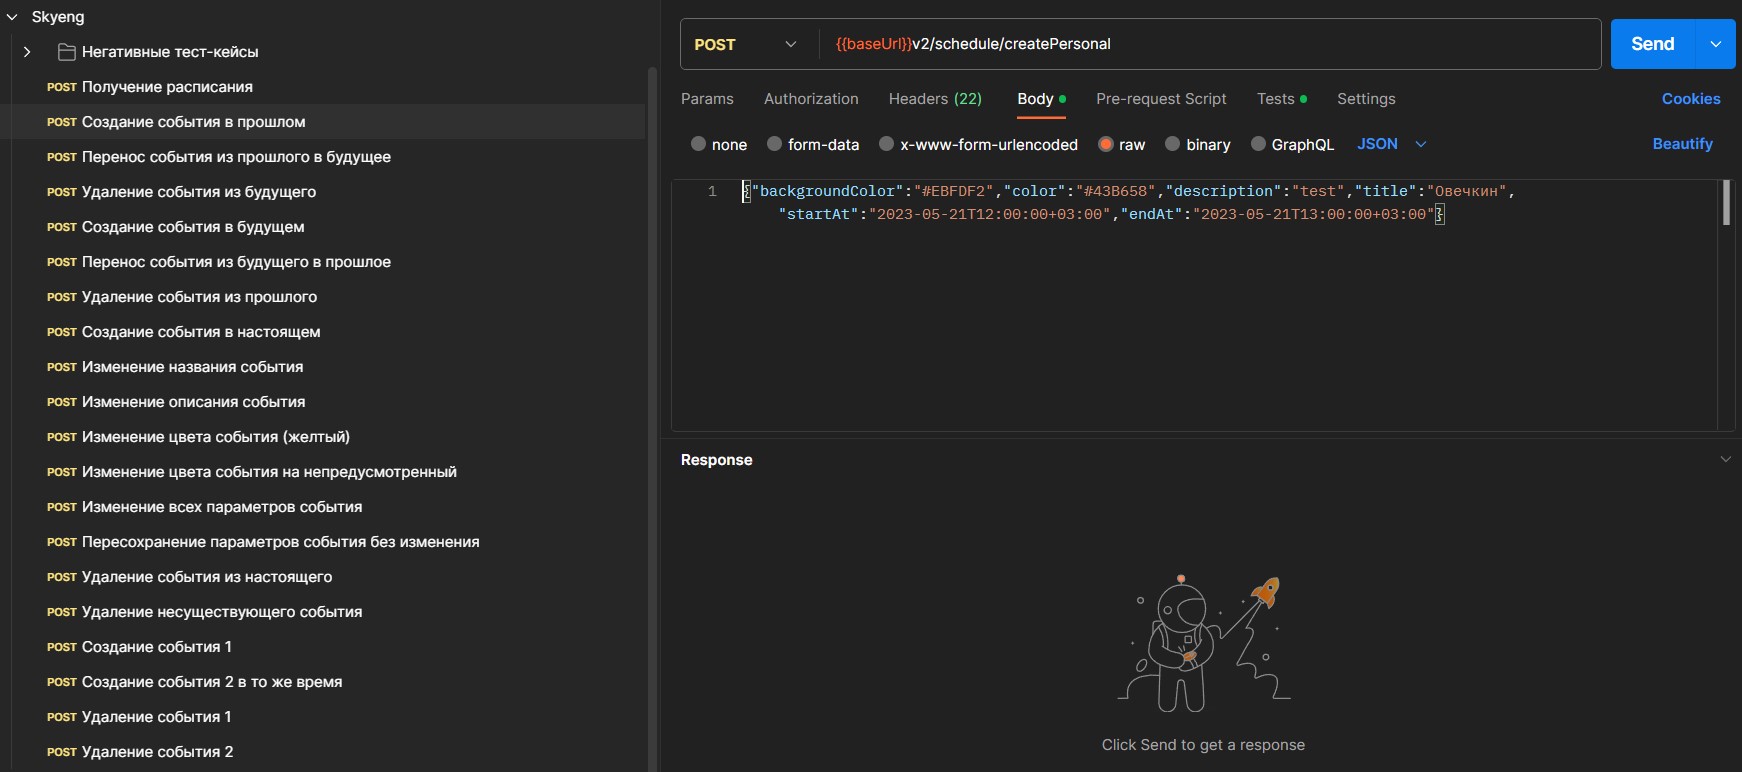 Skyeng
Негативные тест-кейсы
POST Получение расписания
POST Создание события в прошлом
POST Перенос события из прошлого в будущее
POST Удаление события из будущего
POST Создание события в будущем
POST Перенос события из будущего в прошлое
POST Удаление события из прошлого
POST Создание события в настоящем
POST Изменение названия события
POST Изменение описания события
POST Изменение цвета события (желтый)
POST Изменение цвета события на непредусмотренный
POST Изменение всех параметров события
POST Пересохранение параметров события без изменения
POST Удаление события из настоящего
POST Удаление несуществующего события
POST Создание события 1
POST Создание события 2 в то же время
POST Удаление события 1
POST Удаление события 2
POST {{baseUrl}}v2/schedule/createPersonal Send
Params Authorization Headers (22) Body Pre-request Script Tests Settings Cookies
none form-data x-www-form-urlencoded raw binary GraphQL JSON Beautify
1 {"backgroundColor":"#EBFDF2","color":"#43B658","description":"test","title":"Овечкин",
"startAt":"2023-05-21T12:00:00+03:00","endAt":"2023-05-21T13:00:00+03:00"}
Response
Click Send to get a response